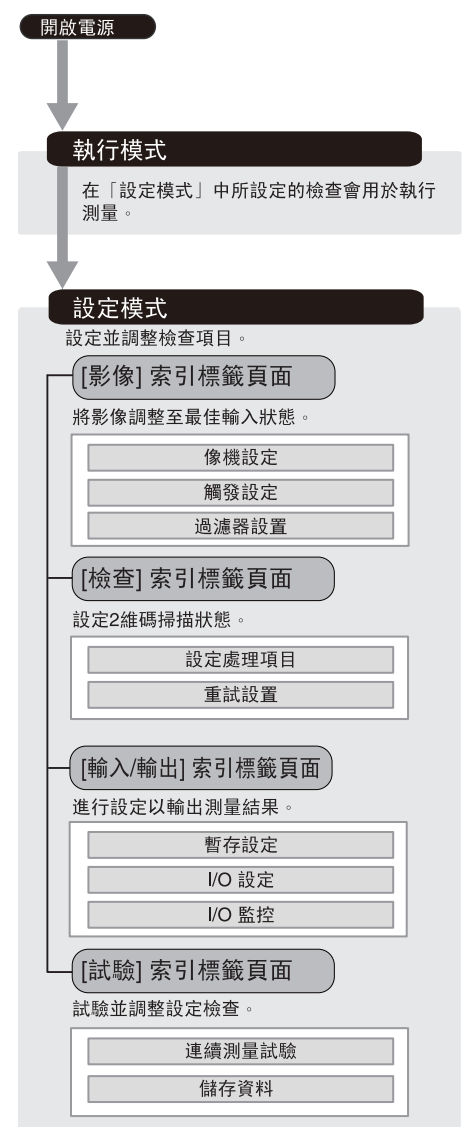 開啟電源
執行模式
在「設定模式」中所設定的檢查會用於執行
測量。
設定模式
設定並調整檢查項目。
[影像] 索引標籤頁面
將影像調整至最佳輸入狀態。
像機設定
觸發設定
過濾器設置
[檢查] 索引標籤頁面
設定2維碼掃描狀態。
設定處理項目
重試設置
[輸入/輸出] 索引標籤頁面
進行設定以輸出測量結果。
暫存設定
I/O 設定
I/O 監控
[試驗] 索引標籤頁面
試驗並調整設定檢查。
連續測量試驗
儲存資料